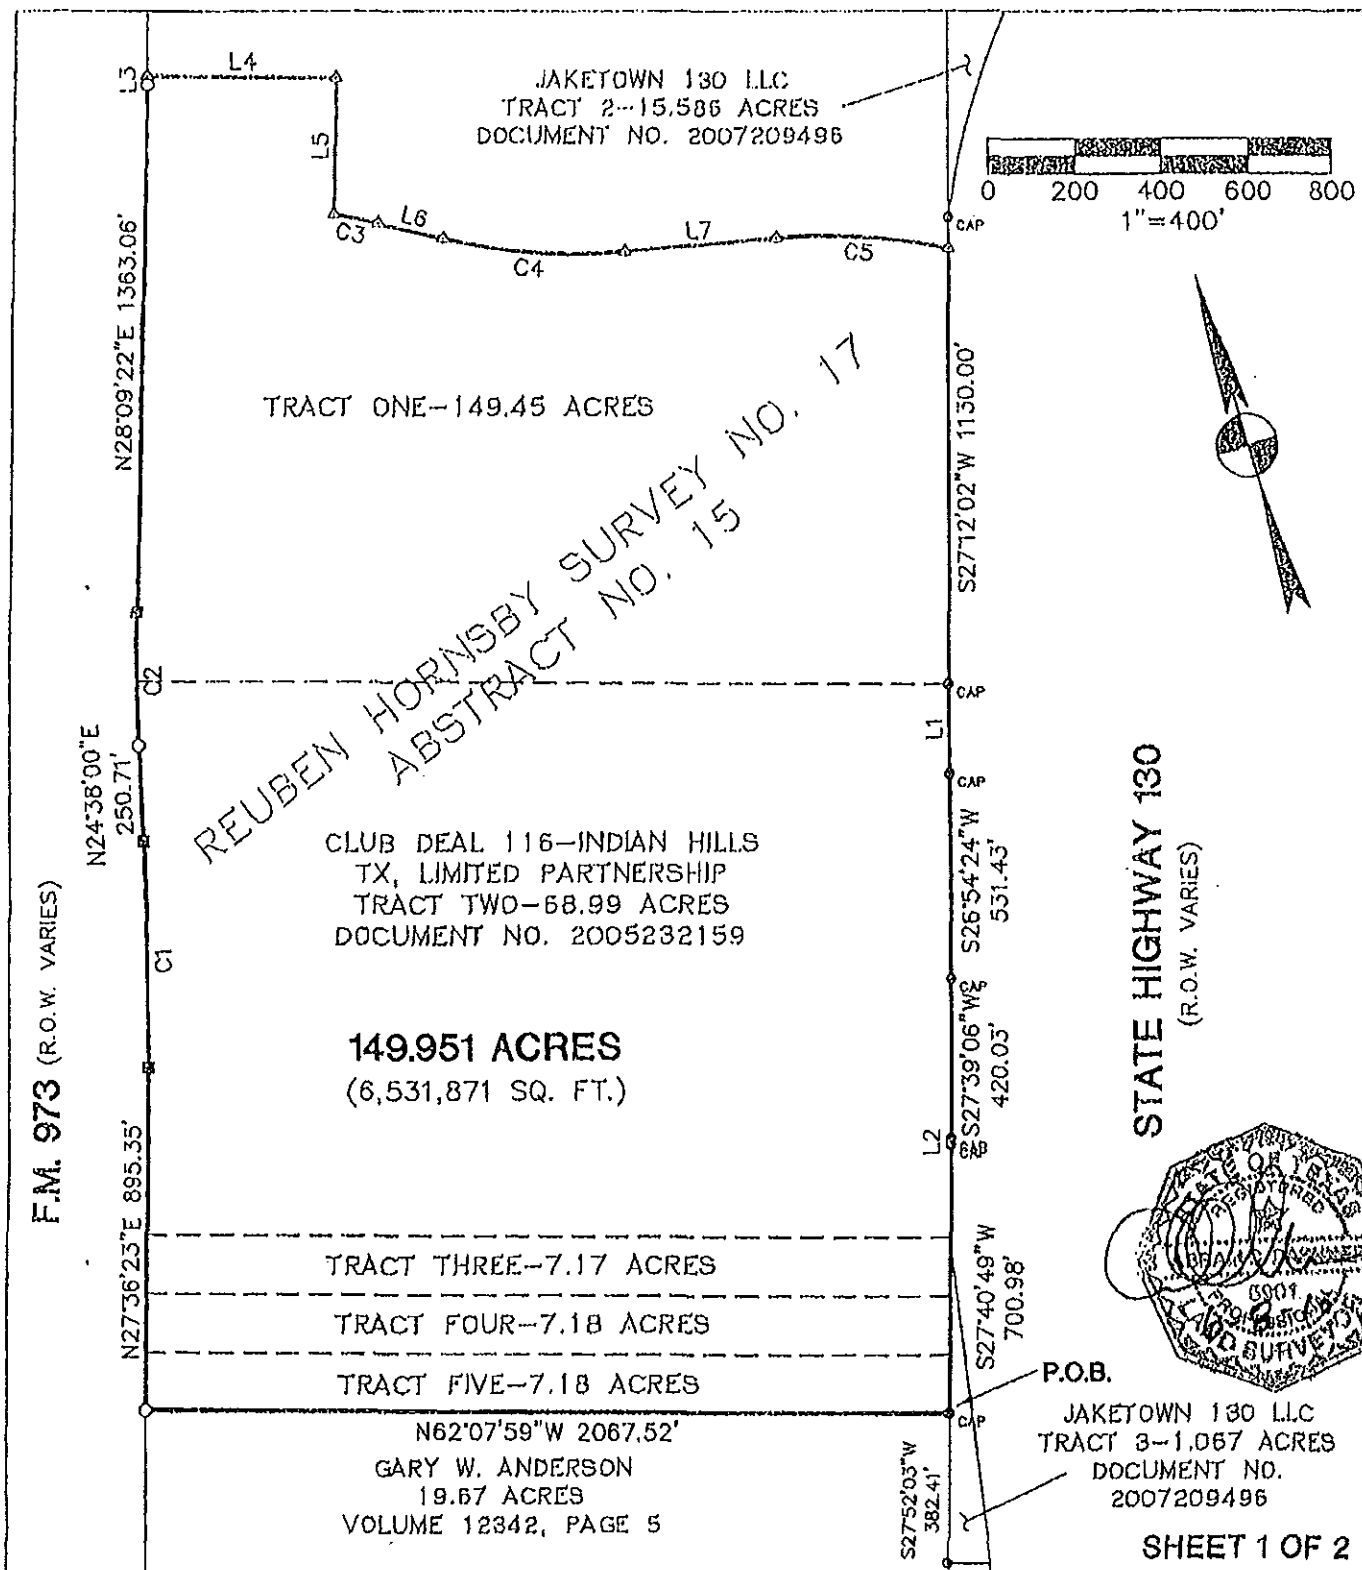 L3
L4
L5
C3
L6
C4
L7
C5
JAKETOWN 130 LLC
TRACT 2--15.586 ACRES
DOCUMENT NO. 2007209496
0 200 400 600 800
1"=400'
CAP
N28°09'22"E 1363.06'
TRACT ONE-149.45 ACRES
REUBEN HORNSBY SURVEY NO. 17
ABSTRACT NO. 15
S27°12'02"W 1130.00'
C2
CAP
L1
CAP
N24°38'00"E
250.71'
CLUB DEAL 116-INDIAN HILLS
TX, LIMITED PARTNERSHIP
TRACT TWO-68.99 ACRES
DOCUMENT NO. 2005232159
S26°54'24"W
531.43'
STATE HIGHWAY 130
(R.O.W. VARIES)
C1
CAP
149.951 ACRES
(6,531,871 SQ. FT.)
S27°39'06"W
420.03'
F.M. 973 (R.O.W. VARIES)
L2
N27°36'23"E 895.35'
TRACT THREE-7.17 ACRES
TRACT FOUR-7.18 ACRES
TRACT FIVE-7.18 ACRES
S27°40'49"W
700.98'
STATE OF TEXAS
REGISTERED
PROFESSIONAL
LAND SURVEYOR
P.O.B.
CAP
N62°07'59"W 2067.52'
GARY W. ANDERSON
19.67 ACRES
VOLUME 12342, PAGE 5
S27°52'03"W
382.41'
JAKETOWN 130 LLC
TRACT 3-1.067 ACRES
DOCUMENT NO.
2007209496
SHEET 1 OF 2